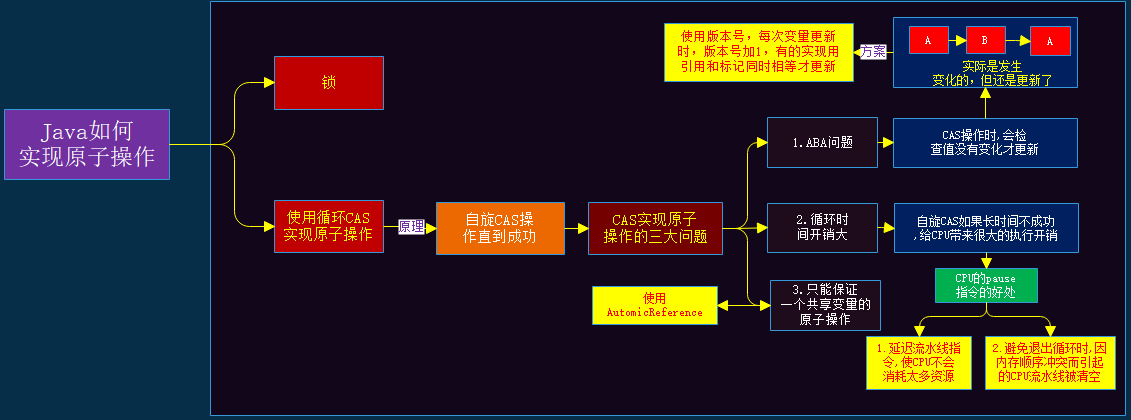 Java如何
实现原子操作
锁
使用循环CAS
实现原子操作
原理
自旋CAS操
作直到成功
CAS实现原子
操作的三大问题
1.ABA问题
CAS操作时,会检
查值没有变化才更新
A
B
A
实际是发生
变化的，但还是更新了
方案
使用版本号，每次变量更新
时，版本号加1，有的实现用
引用和标记同时相等才更新
2.循环时
间开销大
自旋CAS如果长时间不成功
,给CPU带来很大的执行开销
CPU的pause
指令的好处
1.延迟流水线指
令,使CPU不会
消耗太多资源
2.避免退出循环时,因
内存顺序冲突而引起
的CPU流水线被清空
3.只能保证
一个共享变量的
原子操作
使用
AutomicReference